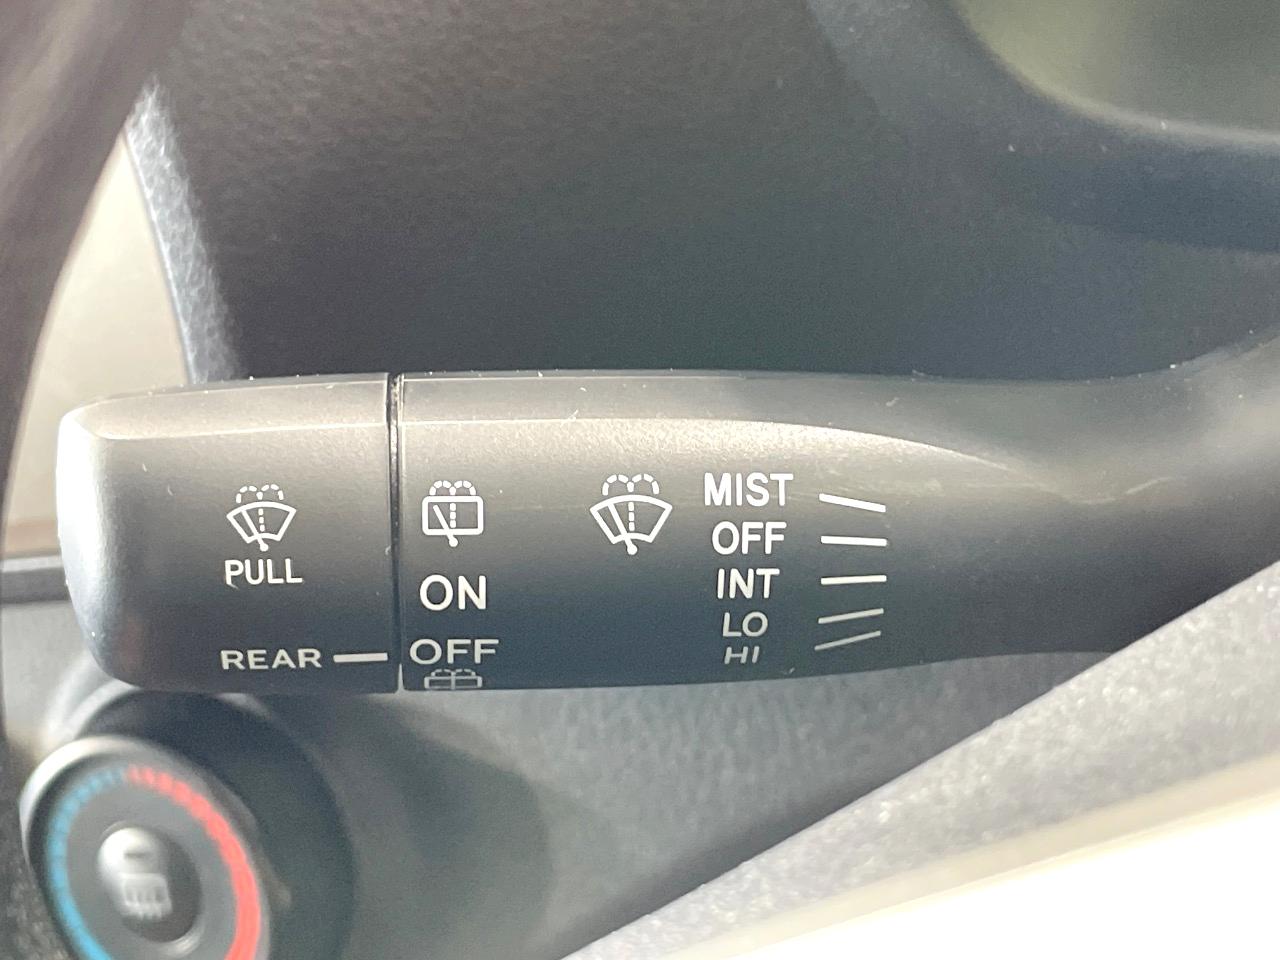 MIST
OFF
INT
LO
HI
PULL
ON
REAR OFF